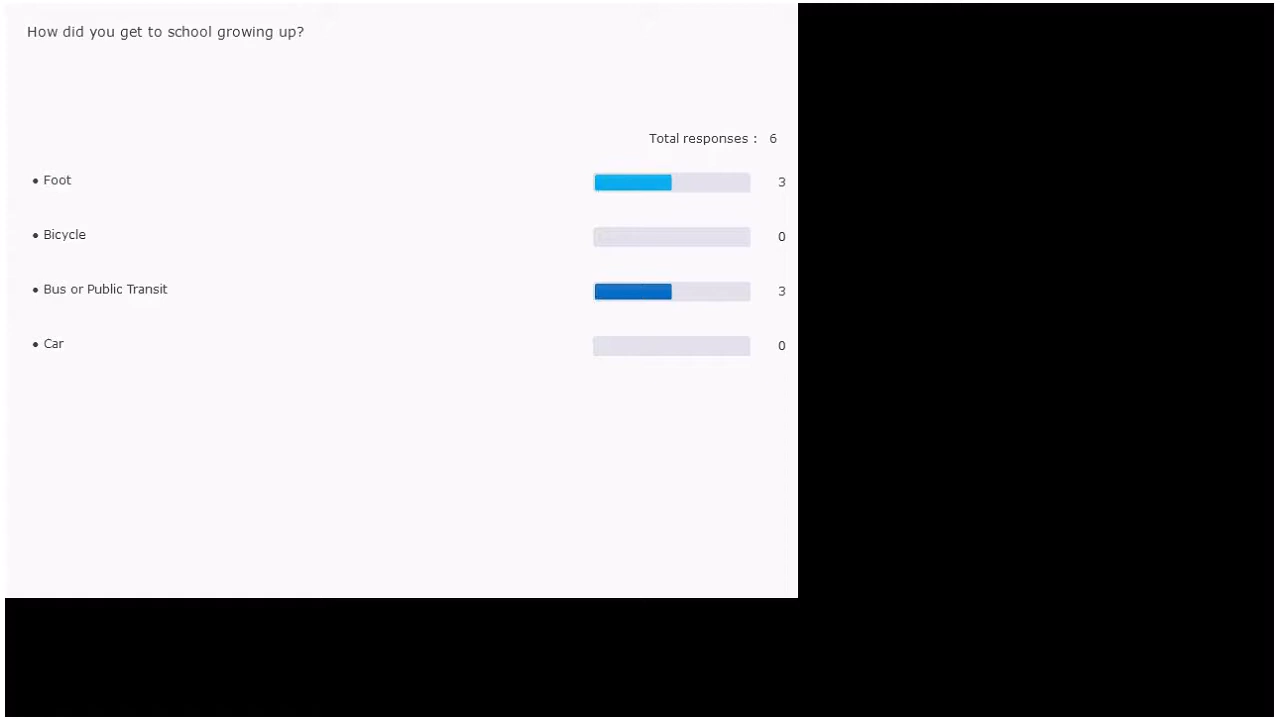 How did you get to school growing up?
Total responses : 6
• Foot 3
• Bicycle 0
• Bus or Public Transit 3
• Car 0